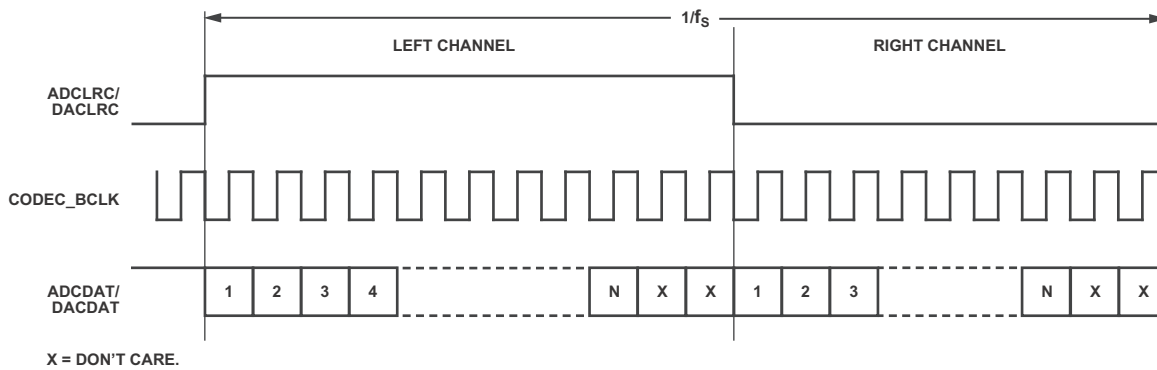 1/fS
LEFT CHANNEL
RIGHT CHANNEL
ADCLRC/
DACLRC
CODEC_BCLK
ADCDAT/
DACDAT
1 2 3 4 N X X 1 2 3 N X X
X = DON'T CARE.